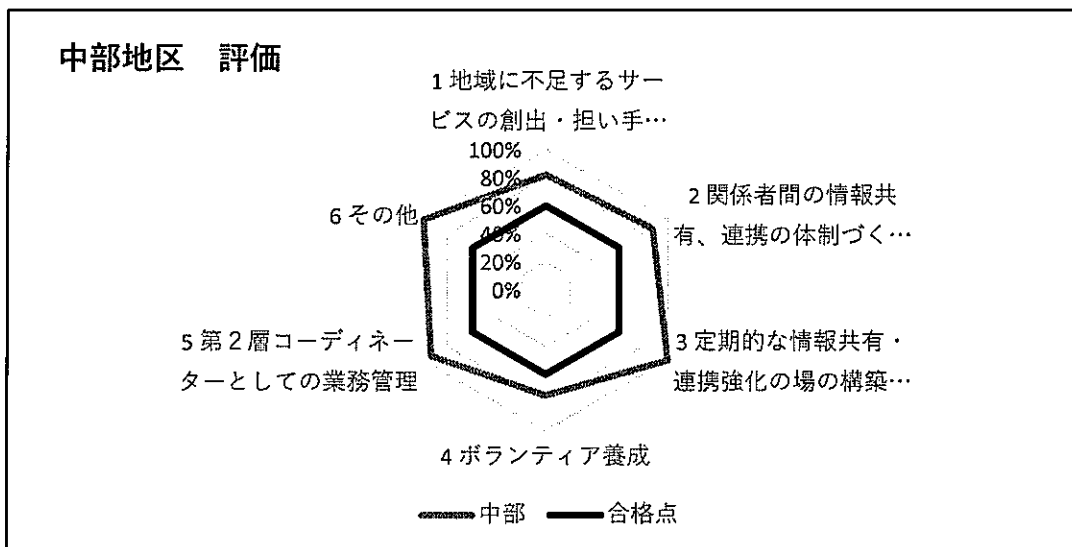 中部地区　評価
1 地域に不足するサー
ビスの創出・担い手…
100%
80%
60%
40%
20%
0%
2 関係者間の情報共
有、連携の体制づく…
3 定期的な情報共有・
連携強化の場の構築…
4 ボランティア養成
5 第２層コーディネー
ターとしての業務管理
6 その他
中部
合格点